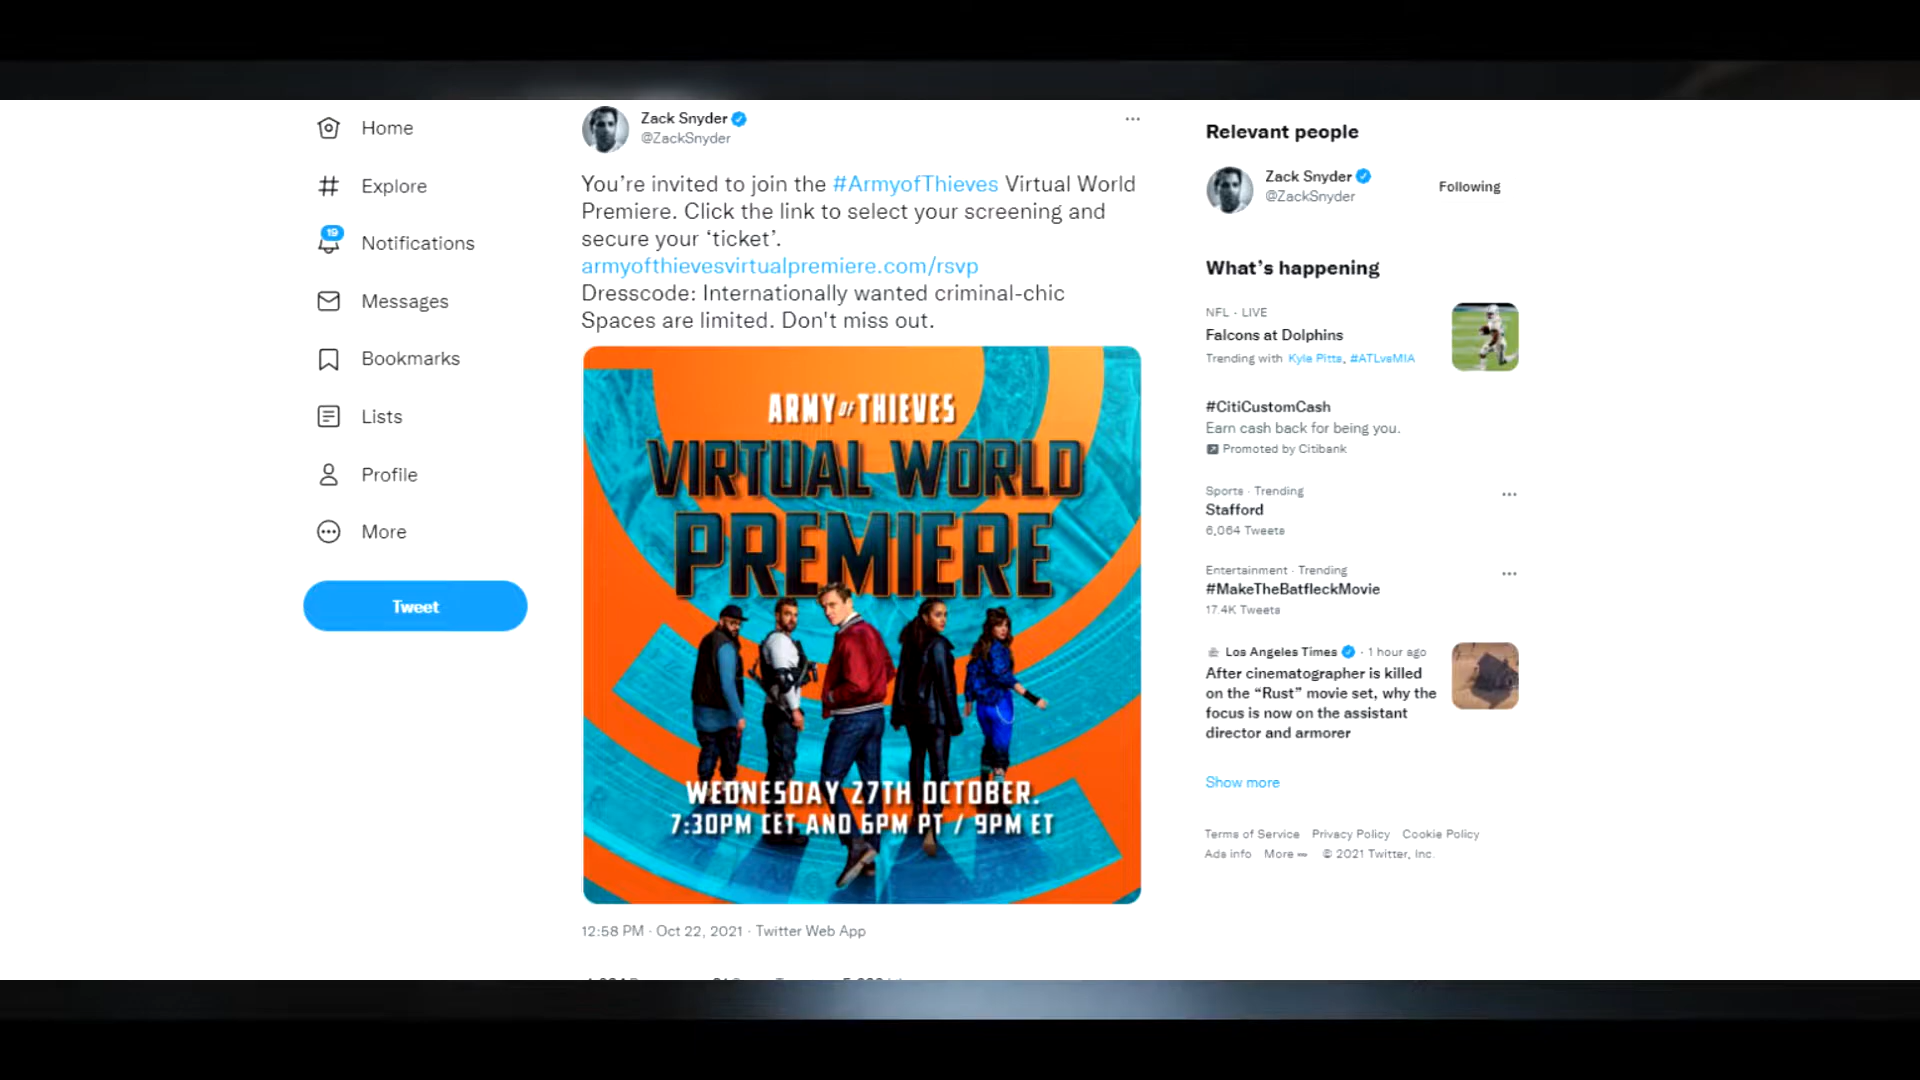 Home
Explore
19
Notifications
Messages
Bookmarks
Lists
Profile
More
Tweet
Zack Snyder
@ZackSnyder
You’re invited to join the #ArmyofThieves Virtual World
Premiere. Click the link to select your screening and
secure your ‘ticket’.
armyofthievesvirtualpremiere.com/rsvp
Dresscode: Internationally wanted criminal-chic
Spaces are limited. Don't miss out.
ARMY OF THIEVES
VIRTUAL WORLD
PREMIERE
WEDNESDAY 27TH OCTOBER.
7:30PM CET AND 6PM PT / 9PM ET
12:58 PM · Oct 22, 2021 · Twitter Web App
Relevant people
Zack Snyder
@ZackSnyder
Following
What’s happening
NFL · LIVE
Falcons at Dolphins
Trending with Kyle Pitts, #ATLvsMIA
#CitiCustomCash
Earn cash back for being you.
Promoted by Citibank
Sports · Trending
Stafford
6,064 Tweets
Entertainment · Trending
#MakeTheBatfleckMovie
17.4K Tweets
Los Angeles Times · 1 hour ago
After cinematographer is killed
on the “Rust” movie set, why the
focus is now on the assistant
director and armorer
Show more
Terms of Service Privacy Policy Cookie Policy
Ads info More © 2021 Twitter, Inc.